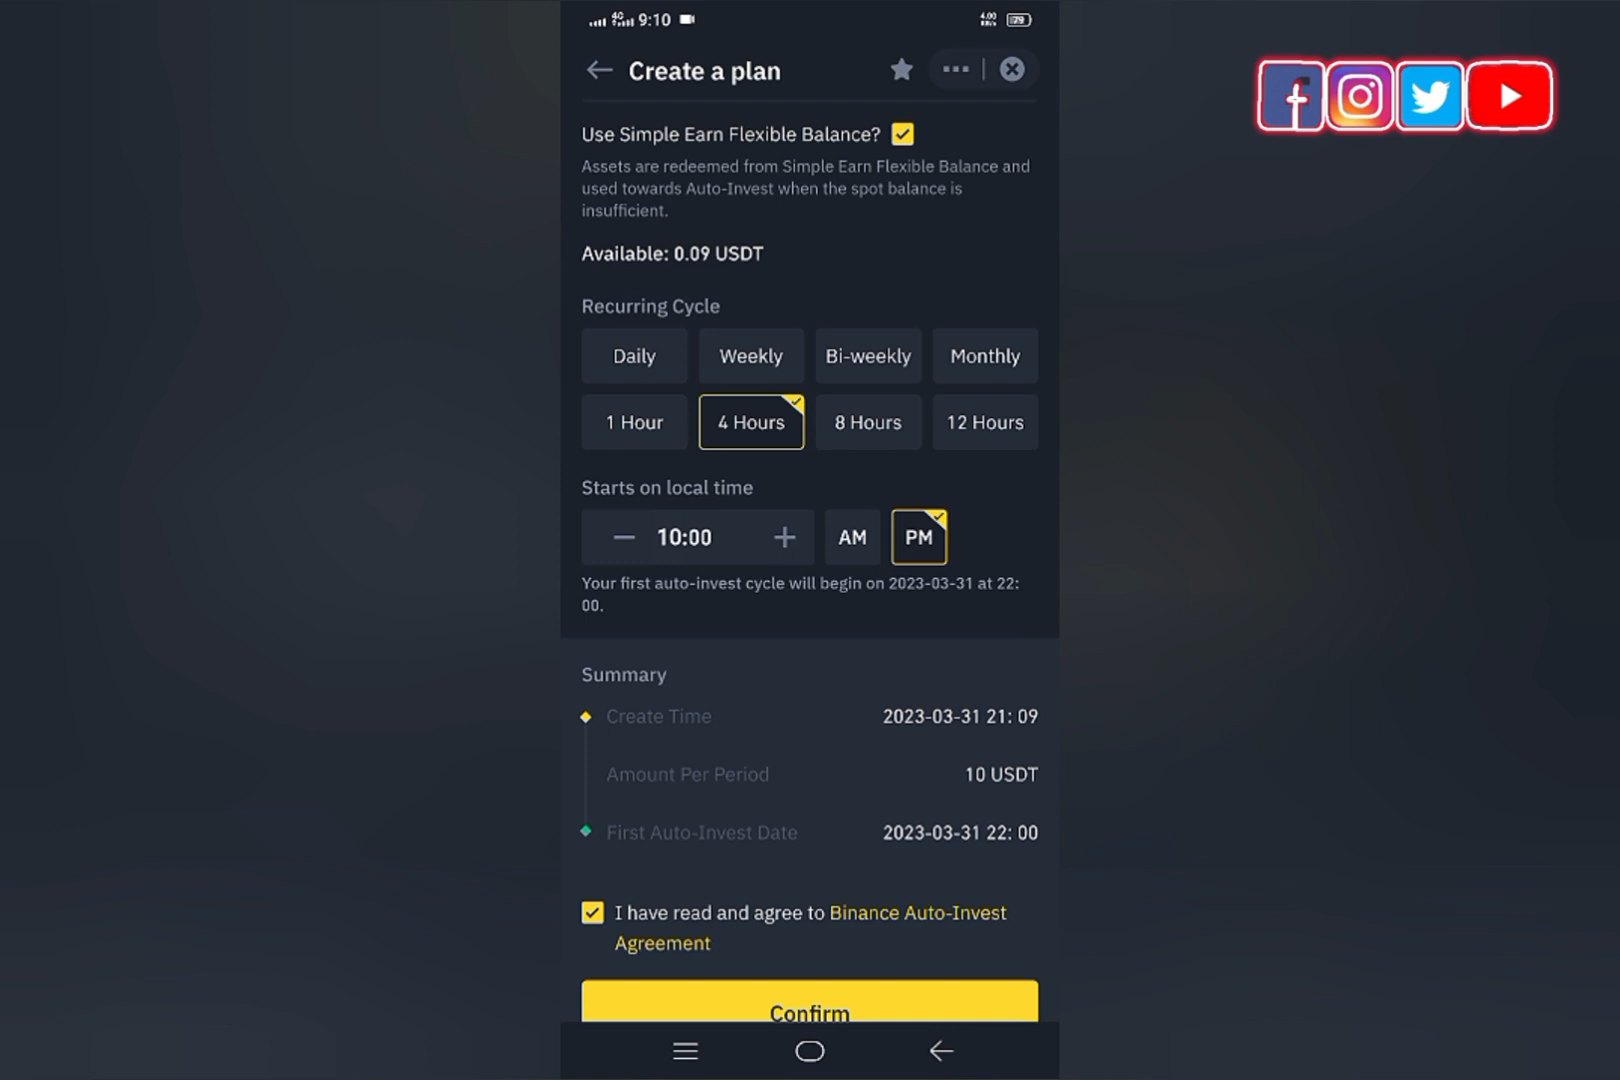 4G 9:10 4.00 KB/s 79
Create a plan
Use Simple Earn Flexible Balance?
Assets are redeemed from Simple Earn Flexible Balance and
used towards Auto-Invest when the spot balance is
insufficient.
Available: 0.09 USDT
Recurring Cycle
Daily Weekly Bi-weekly Monthly
1 Hour 4 Hours 8 Hours 12 Hours
Starts on local time
10:00 AM PM
Your first auto-invest cycle will begin on 2023-03-31 at 22:
00.
Summary
Create Time 2023-03-31 21: 09
Amount Per Period 10 USDT
First Auto-Invest Date 2023-03-31 22: 00
I have read and agree to Binance Auto-Invest
Agreement
Confirm